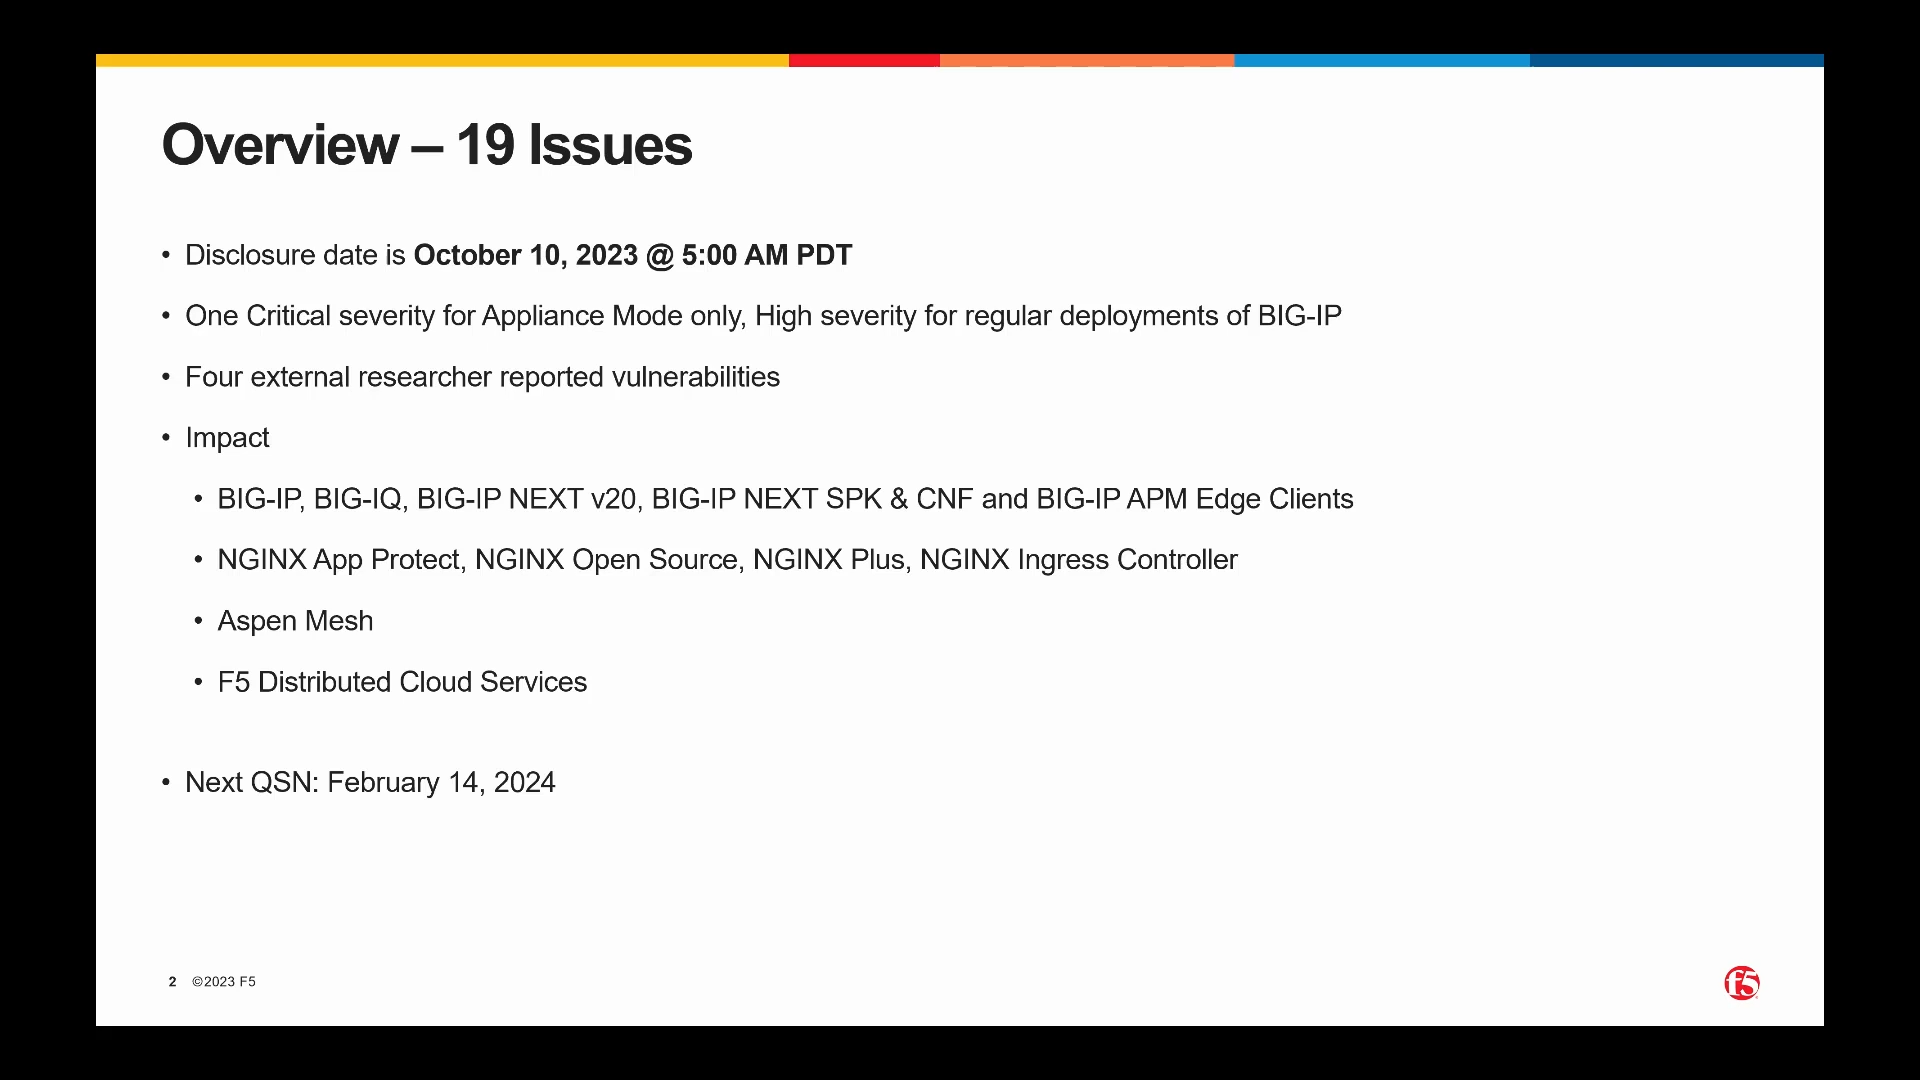 Overview – 19 Issues
• Disclosure date is October 10, 2023 @ 5:00 AM PDT
• One Critical severity for Appliance Mode only, High severity for regular deployments of BIG-IP
• Four external researcher reported vulnerabilities
• Impact
• BIG-IP, BIG-IQ, BIG-IP NEXT v20, BIG-IP NEXT SPK & CNF and BIG-IP APM Edge Clients
• NGINX App Protect, NGINX Open Source, NGINX Plus, NGINX Ingress Controller
• Aspen Mesh
• F5 Distributed Cloud Services
• Next QSN: February 14, 2024
2 ©2023 F5
f5